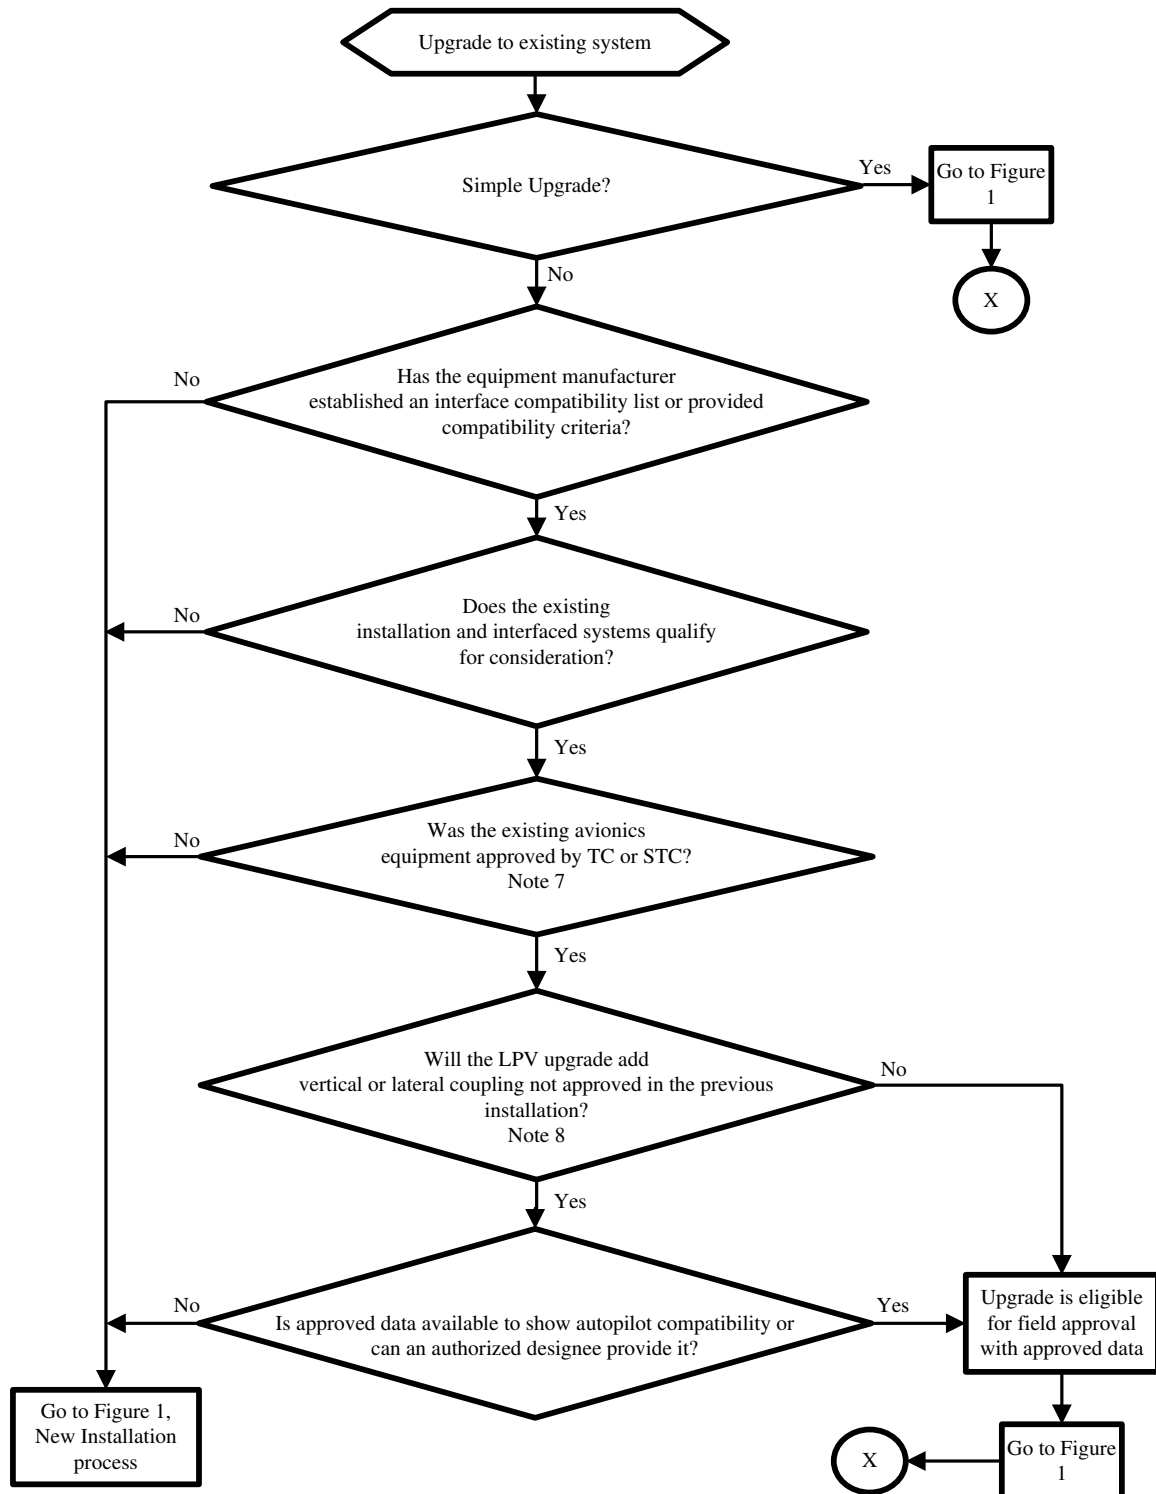 Upgrade to existing system
Simple Upgrade?
Yes
Go to Figure
1
X
No
Has the equipment manufacturer
established an interface compatibility list or provided
compatibility criteria?
No
Yes
Does the existing
installation and interfaced systems qualify
for consideration?
No
Yes
Was the existing avionics
equipment approved by TC or STC?
Note 7
No
Yes
Will the LPV upgrade add
vertical or lateral coupling not approved in the previous
installation?
Note 8
No
Yes
Is approved data available to show autopilot compatibility or
can an authorized designee provide it?
No
Yes
Upgrade is eligible
for field approval
with approved data
Go to Figure 1,
New Installation
process
Go to Figure
1
X